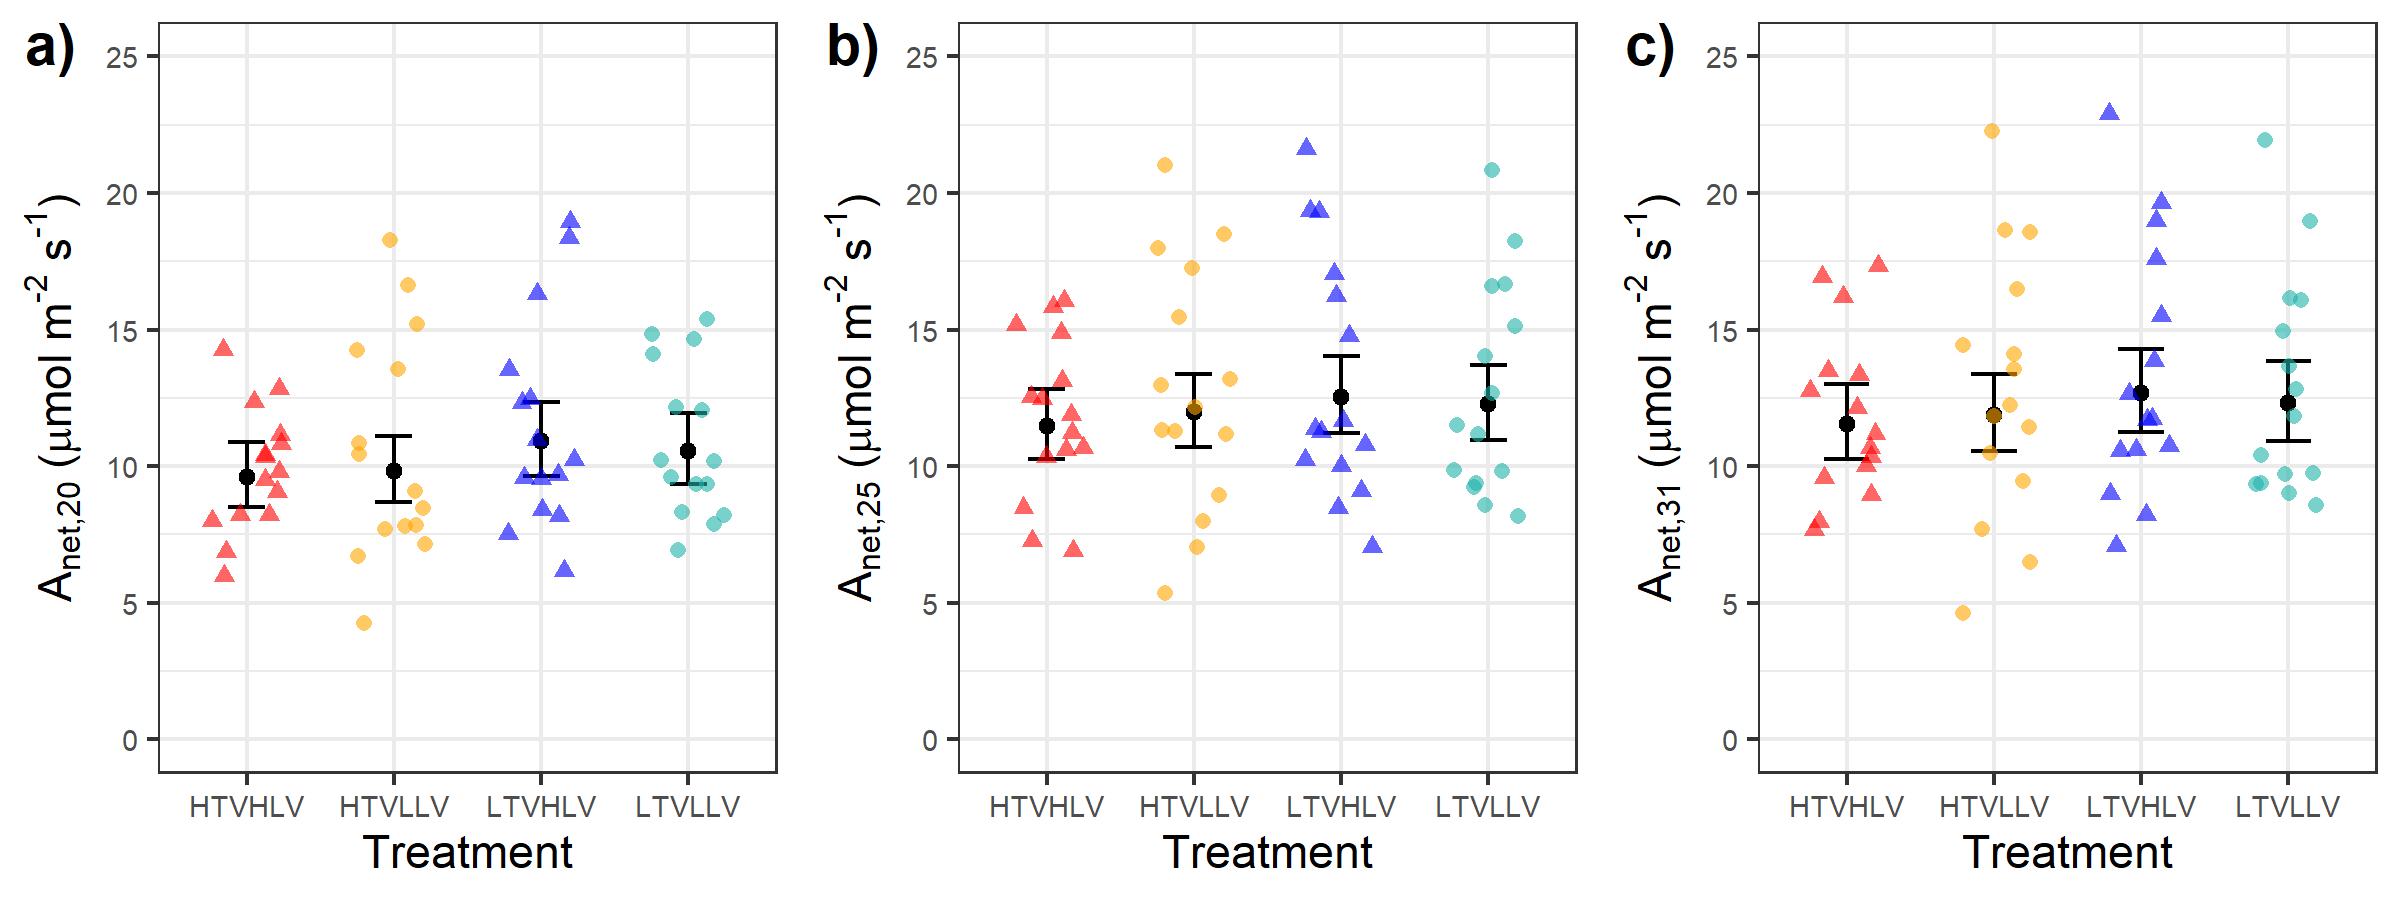 a)
25
20
15
10
5
0
Anet,20 (μmol m-2 s-1)
HTVHLV HTVLLV LTVHLV LTVLLV
Treatment
b)
25
20
15
10
5
0
Anet,25 (μmol m-2 s-1)
HTVHLV HTVLLV LTVHLV LTVLLV
Treatment
c)
25
20
15
10
5
0
Anet,31 (μmol m-2 s-1)
HTVHLV HTVLLV LTVHLV LTVLLV
Treatment